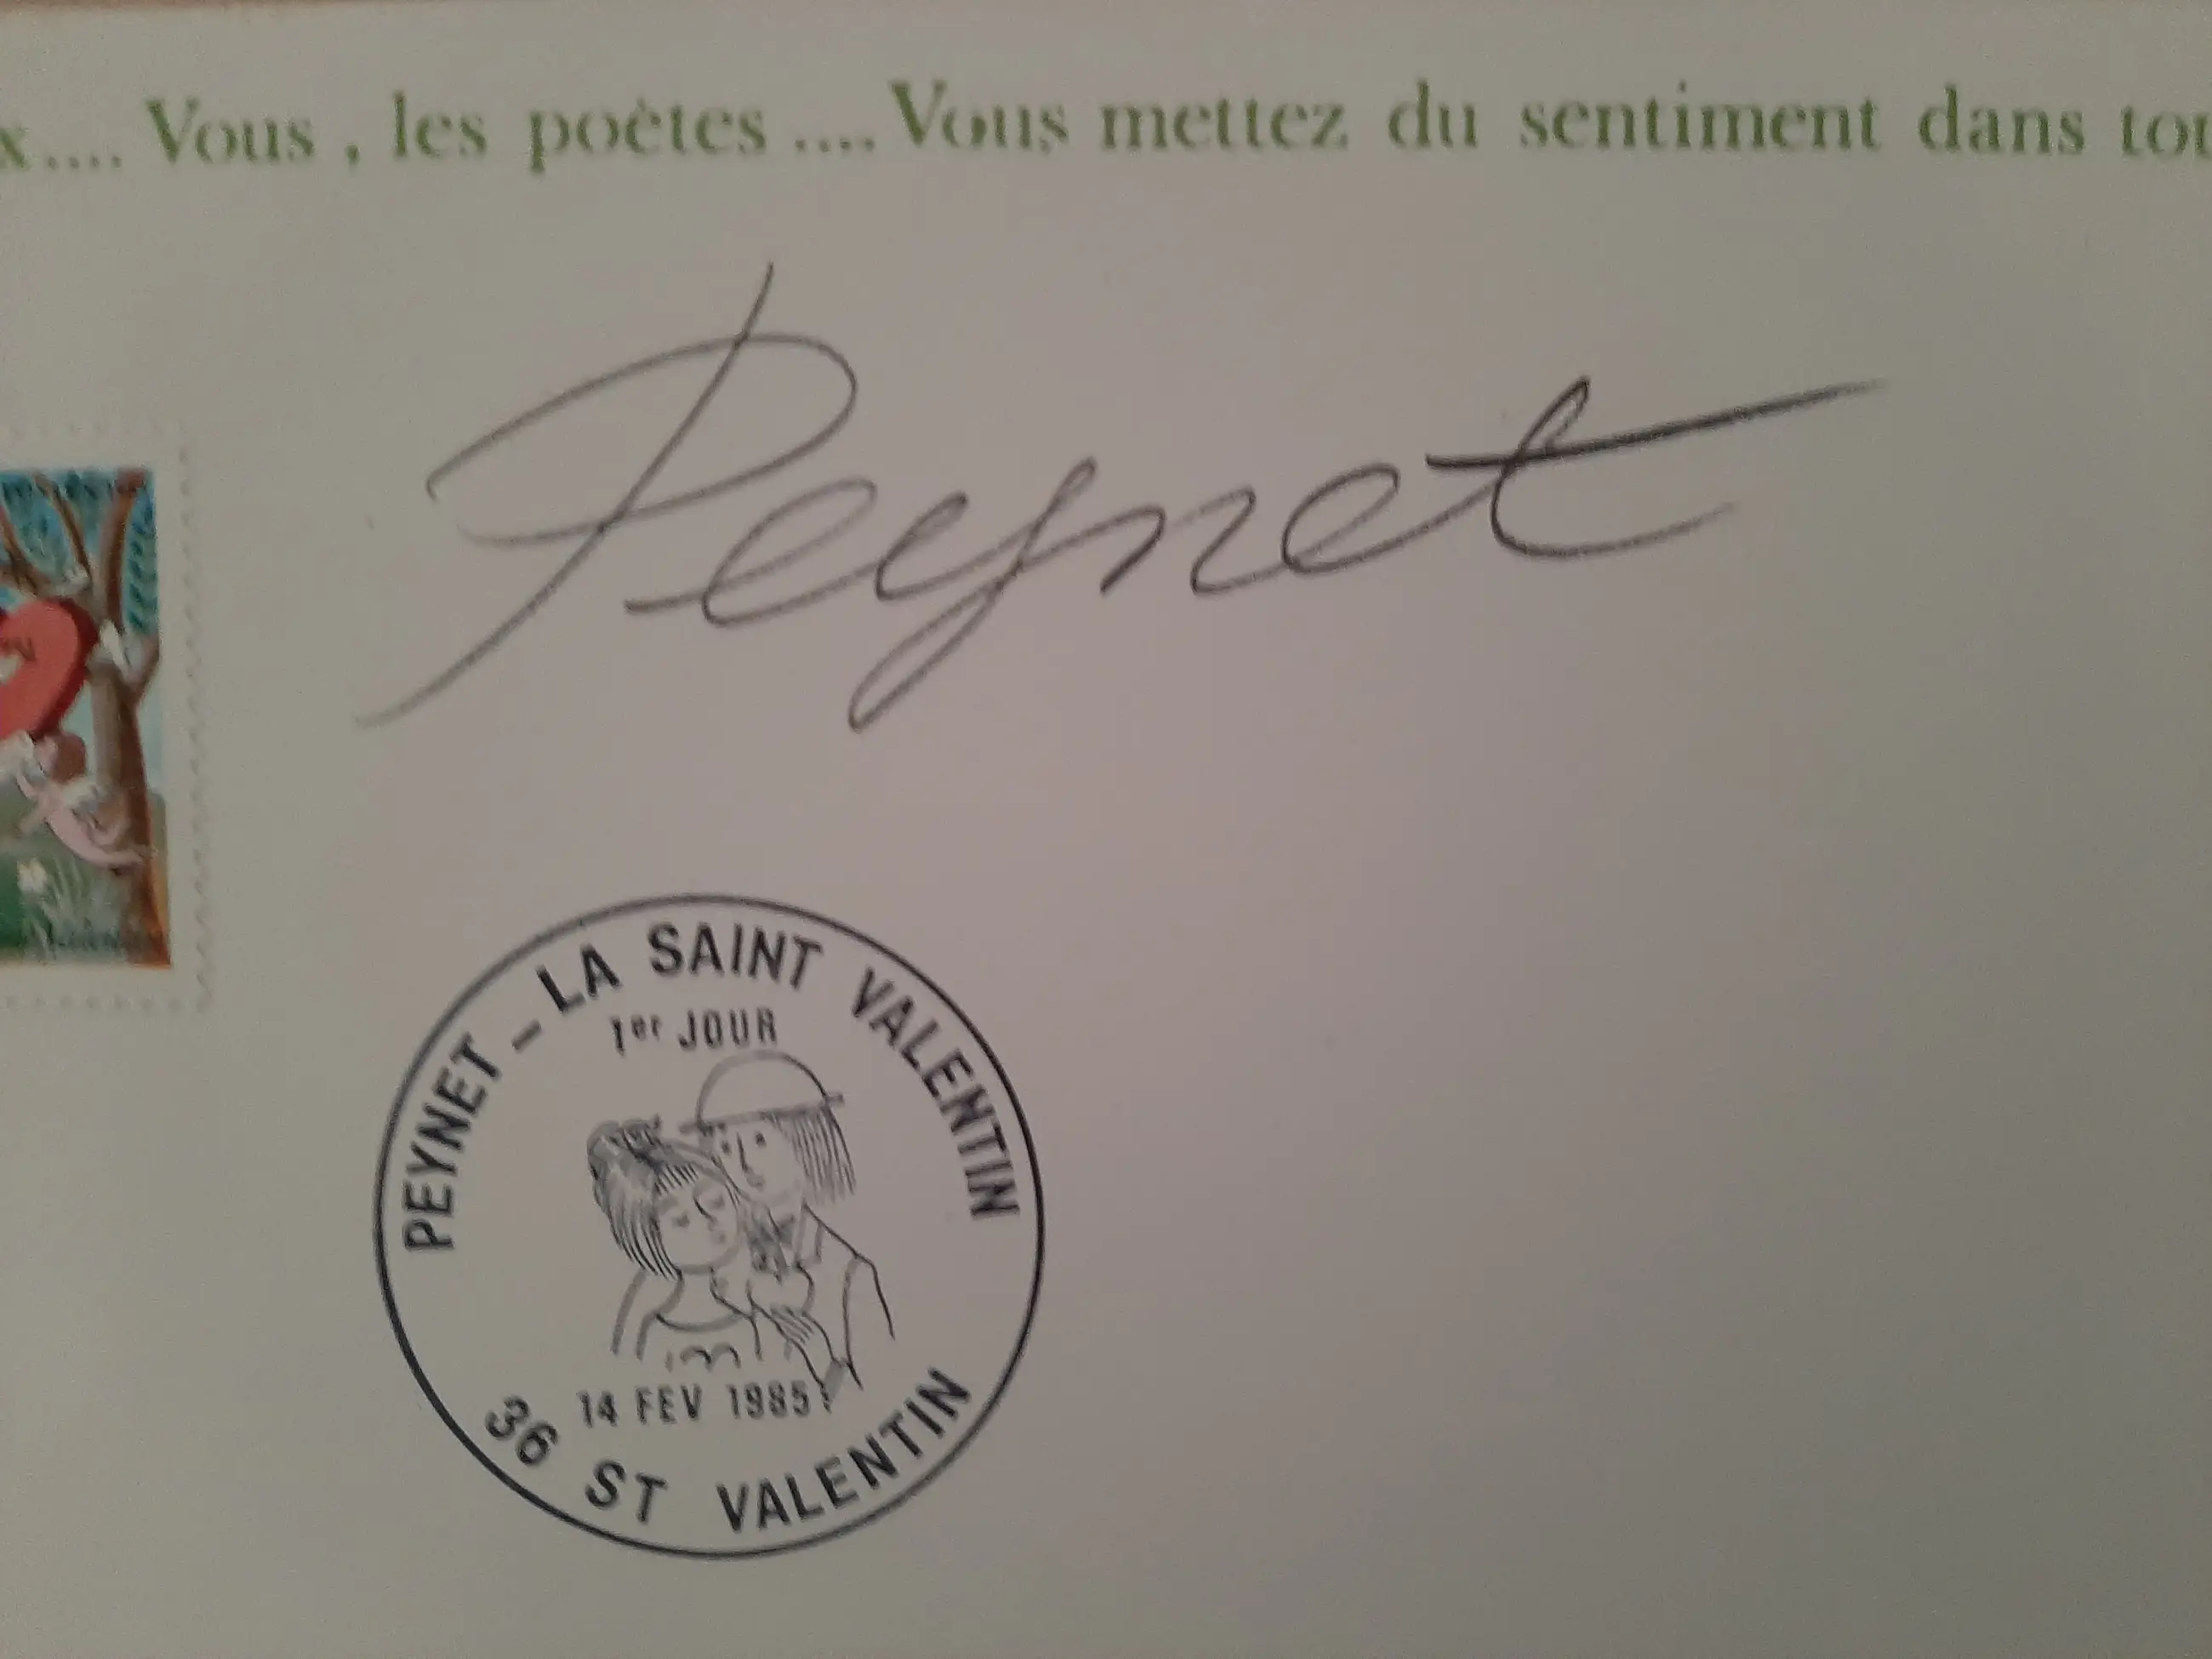 x.... Vous, les poètes .... Vous mettez du sentiment dans tou
Peynet
PEYNET - LA SAINT VALENTIN
1er JOUR
14 FEV 1985
36 ST VALENTIN